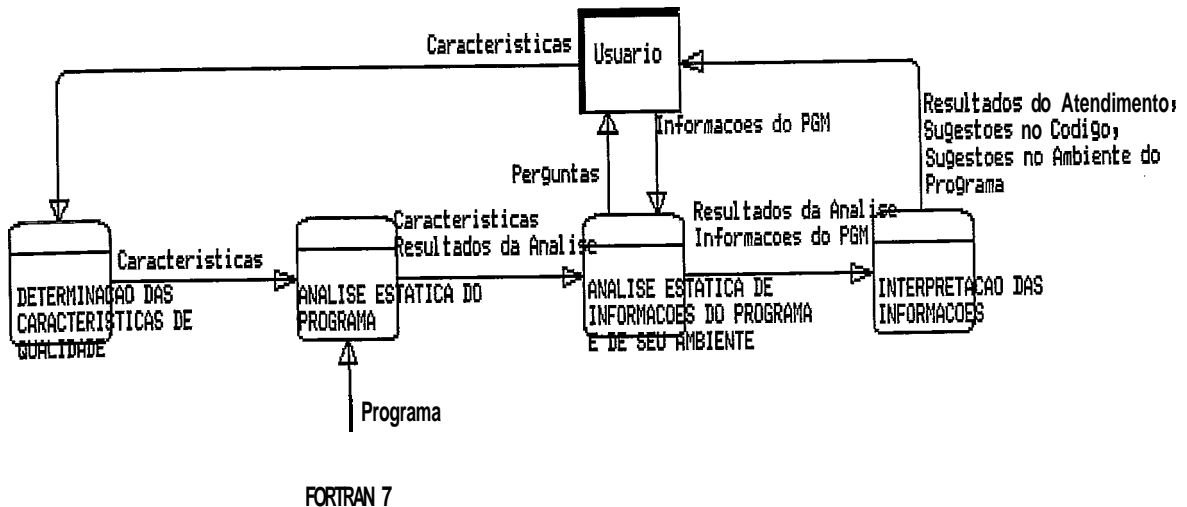 Caracteristicas
Usuario
Informacoes do PGM
Perguntas
Resultados do Atendimento,
Sugestoes no Codigo,
Sugestoes no Ambiente do
Programa
Caracteristicas
Caracteristicas
Resultados da Analise
Resultados da Analise
Informacoes do PGM
DETERMINACAO DAS
CARACTERISTICAS DE
QUALIDADE
ANALISE ESTATICA DO
PROGRAMA
ANALISE ESTATICA DE
INFORMACOES DO PROGRAMA
E DE SEU AMBIENTE
INTERPRETACAO DAS
INFORMACOES
Programa
FORTRAN 7